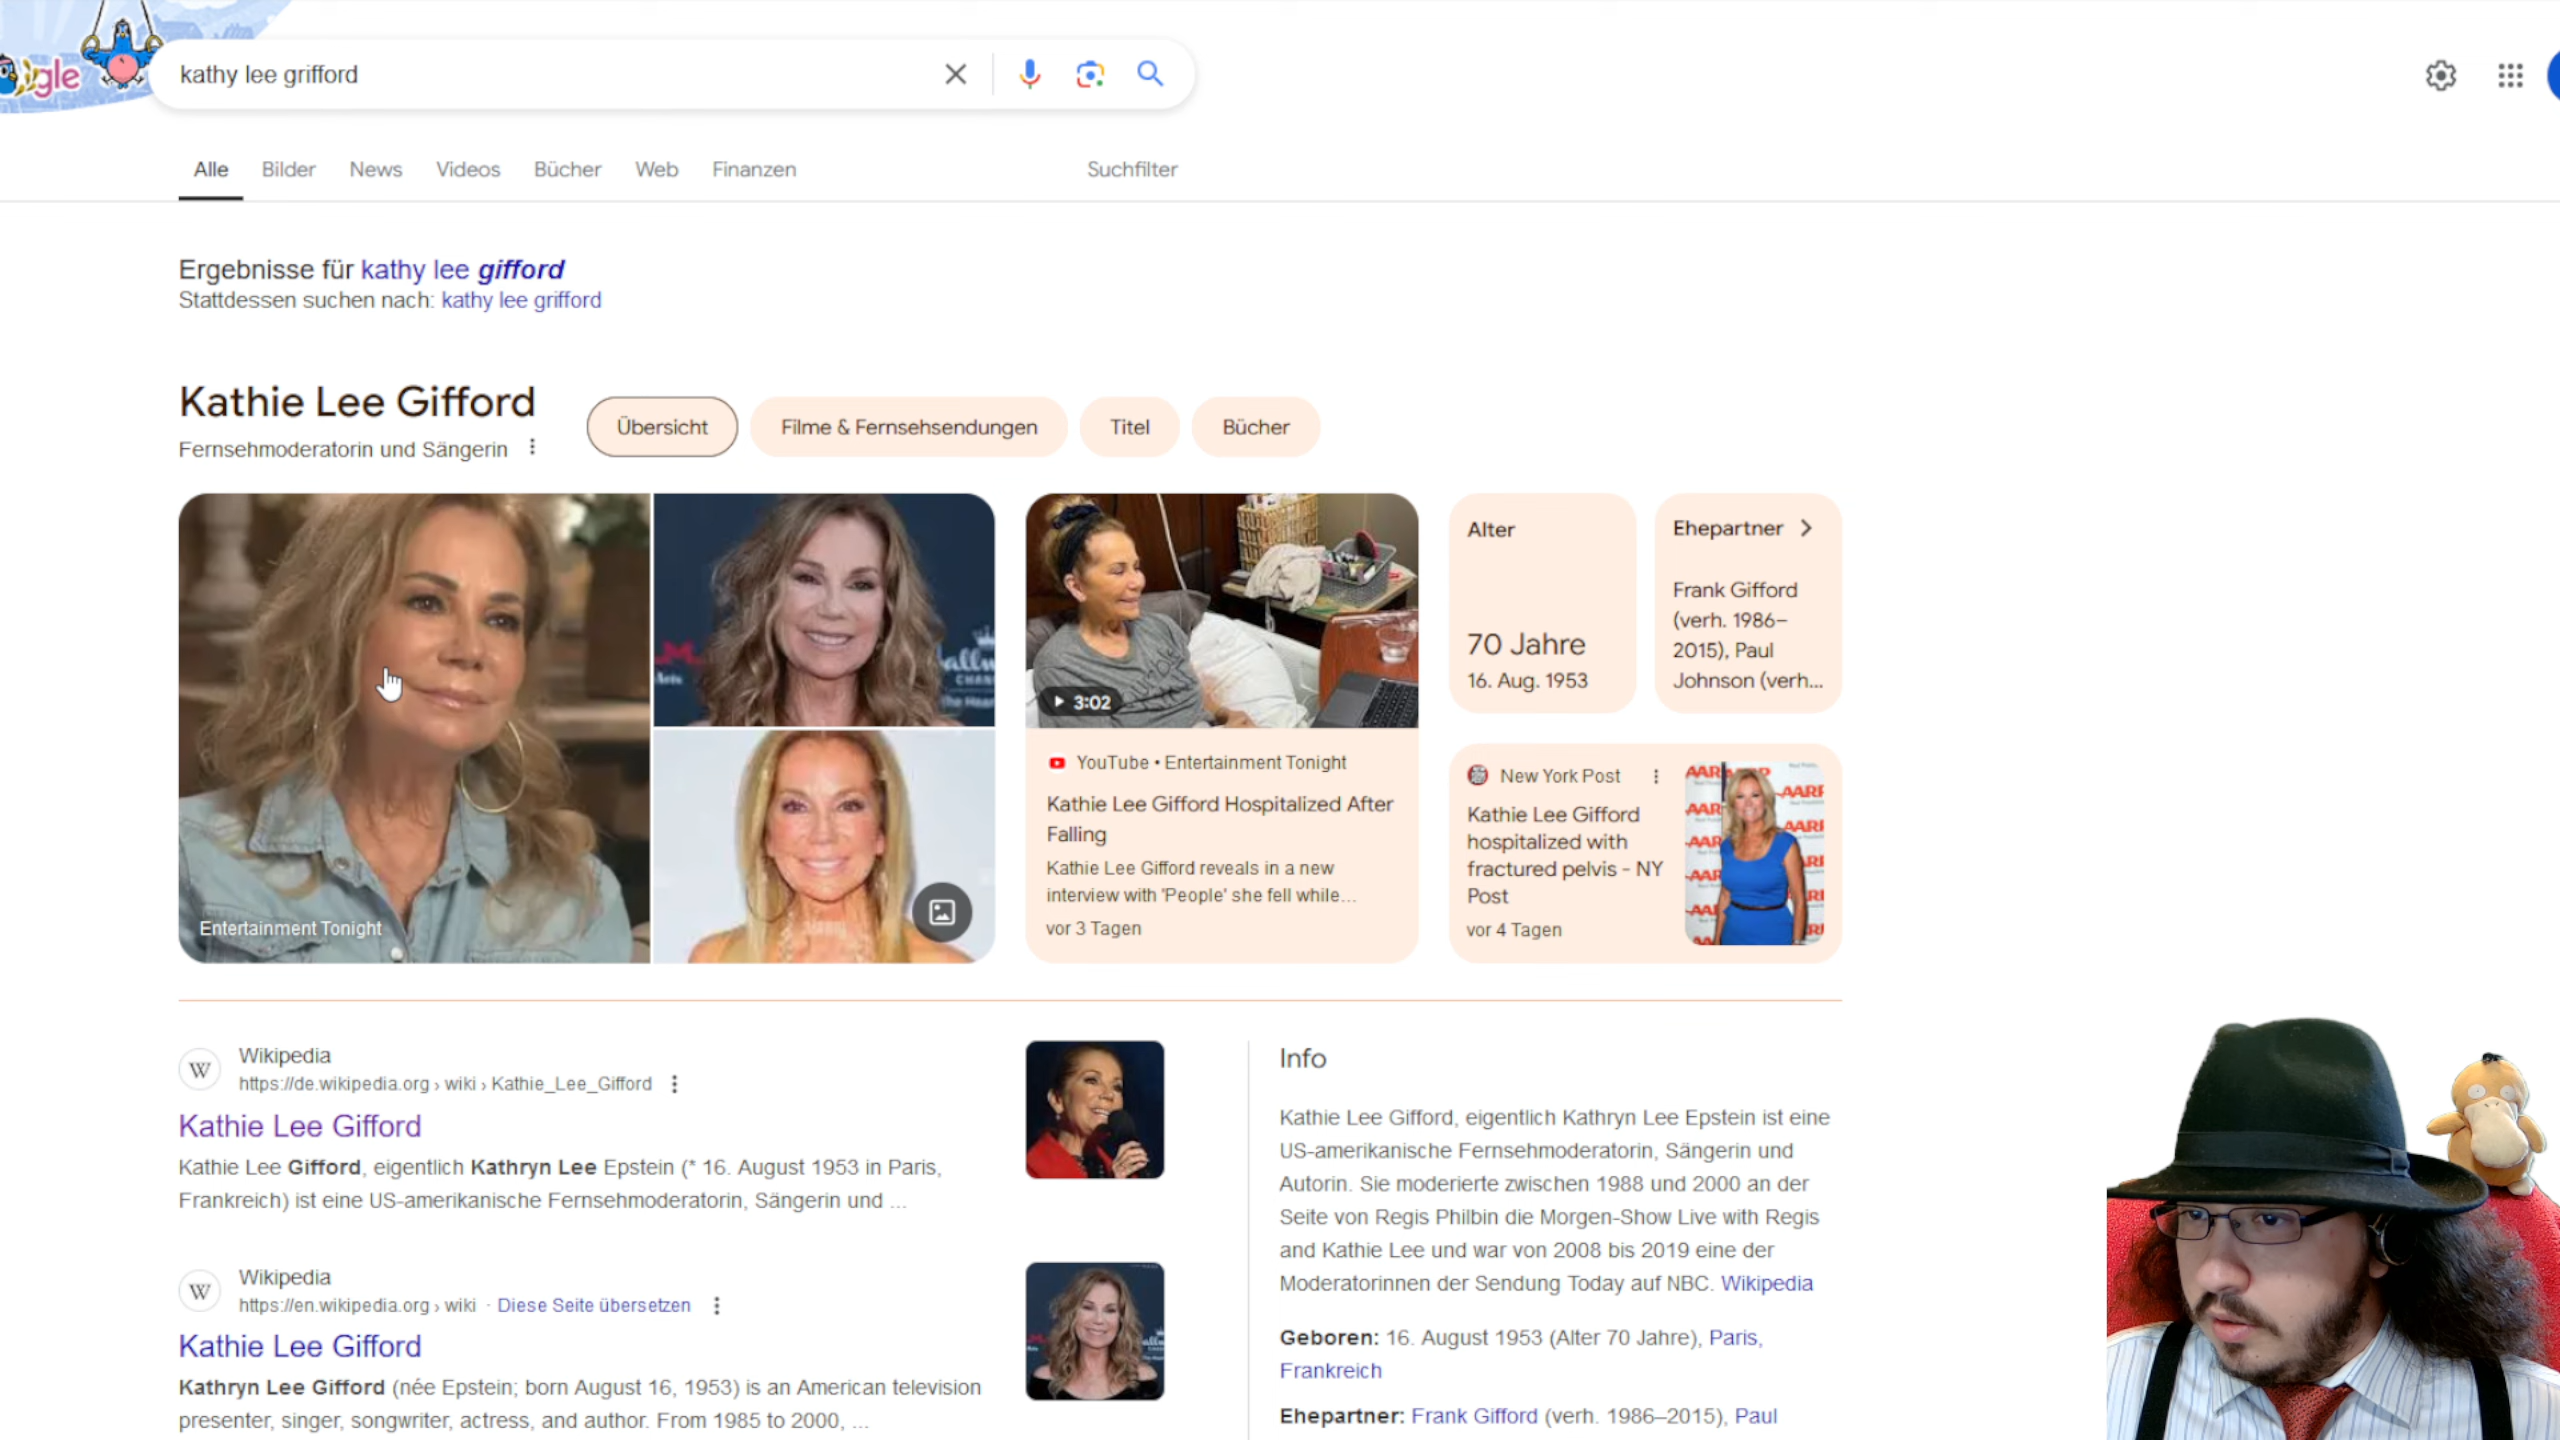 gle
kathy lee grifford
Alle Bilder News Videos Bücher Web Finanzen Suchfilter
Ergebnisse für kathy lee gifford
Stattdessen suchen nach: kathy lee grifford
Kathie Lee Gifford
Fernsehmoderatorin und Sängerin
Übersicht Filme & Fernsehsendungen Titel Bücher
Entertainment Tonight
3:02
YouTube • Entertainment Tonight
Kathie Lee Gifford Hospitalized After
Falling
Kathie Lee Gifford reveals in a new
interview with 'People' she fell while...
vor 3 Tagen
Alter
70 Jahre
16. Aug. 1953
Ehepartner
Frank Gifford
(verh. 1986–
2015), Paul
Johnson (verh...
New York Post
Kathie Lee Gifford
hospitalized with
fractured pelvis - NY
Post
vor 4 Tagen
AARP
Wikipedia
https://de.wikipedia.org › wiki › Kathie_Lee_Gifford
Kathie Lee Gifford
Kathie Lee Gifford, eigentlich Kathryn Lee Epstein (* 16. August 1953 in Paris,
Frankreich) ist eine US-amerikanische Fernsehmoderatorin, Sängerin und ...
Wikipedia
https://en.wikipedia.org › wiki · Diese Seite übersetzen
Kathie Lee Gifford
Kathryn Lee Gifford (née Epstein; born August 16, 1953) is an American television
presenter, singer, songwriter, actress, and author. From 1985 to 2000, ...
Info
Kathie Lee Gifford, eigentlich Kathryn Lee Epstein ist eine
US-amerikanische Fernsehmoderatorin, Sängerin und
Autorin. Sie moderierte zwischen 1988 und 2000 an der
Seite von Regis Philbin die Morgen-Show Live with Regis
and Kathie Lee und war von 2008 bis 2019 eine der
Moderatorinnen der Sendung Today auf NBC. Wikipedia
Geboren: 16. August 1953 (Alter 70 Jahre), Paris,
Frankreich
Ehepartner: Frank Gifford (verh. 1986–2015), Paul